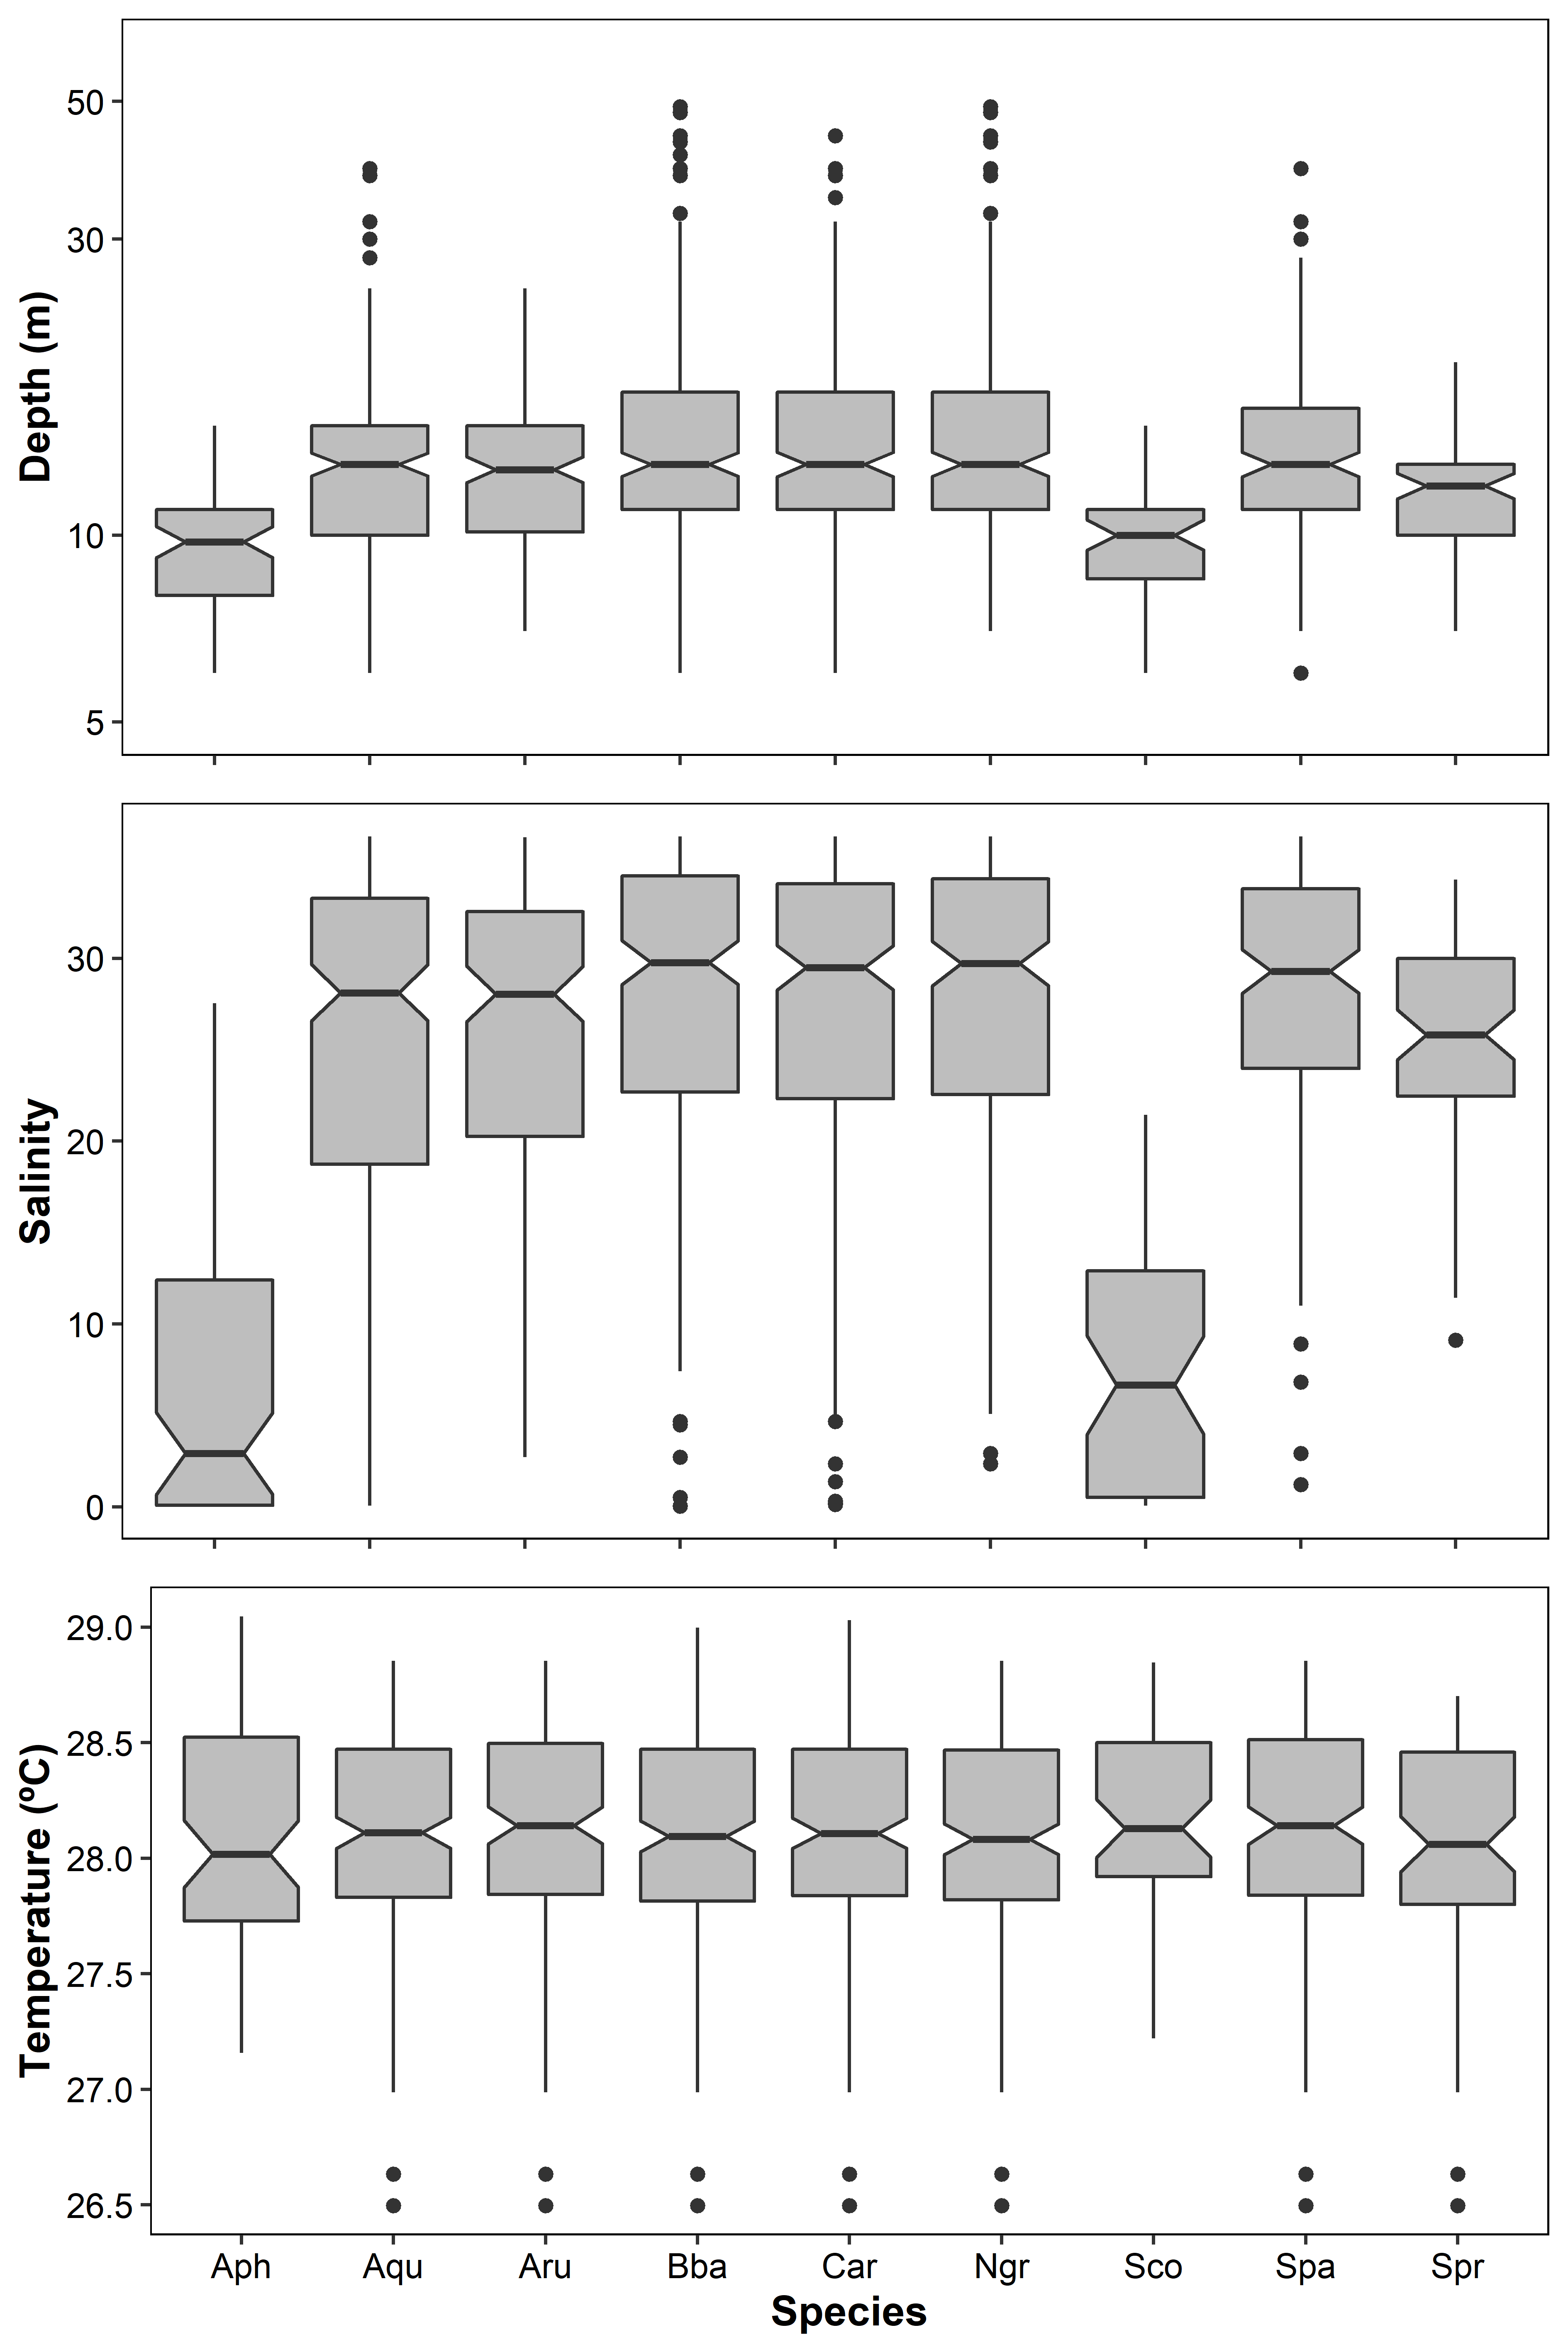 Depth (m)
50
30
10
5
Salinity
30
20
10
0
Temperature (ºC)
29.0
28.5
28.0
27.5
27.0
26.5
Aph Aqu Aru Bba Car Ngr Sco Spa Spr
Species